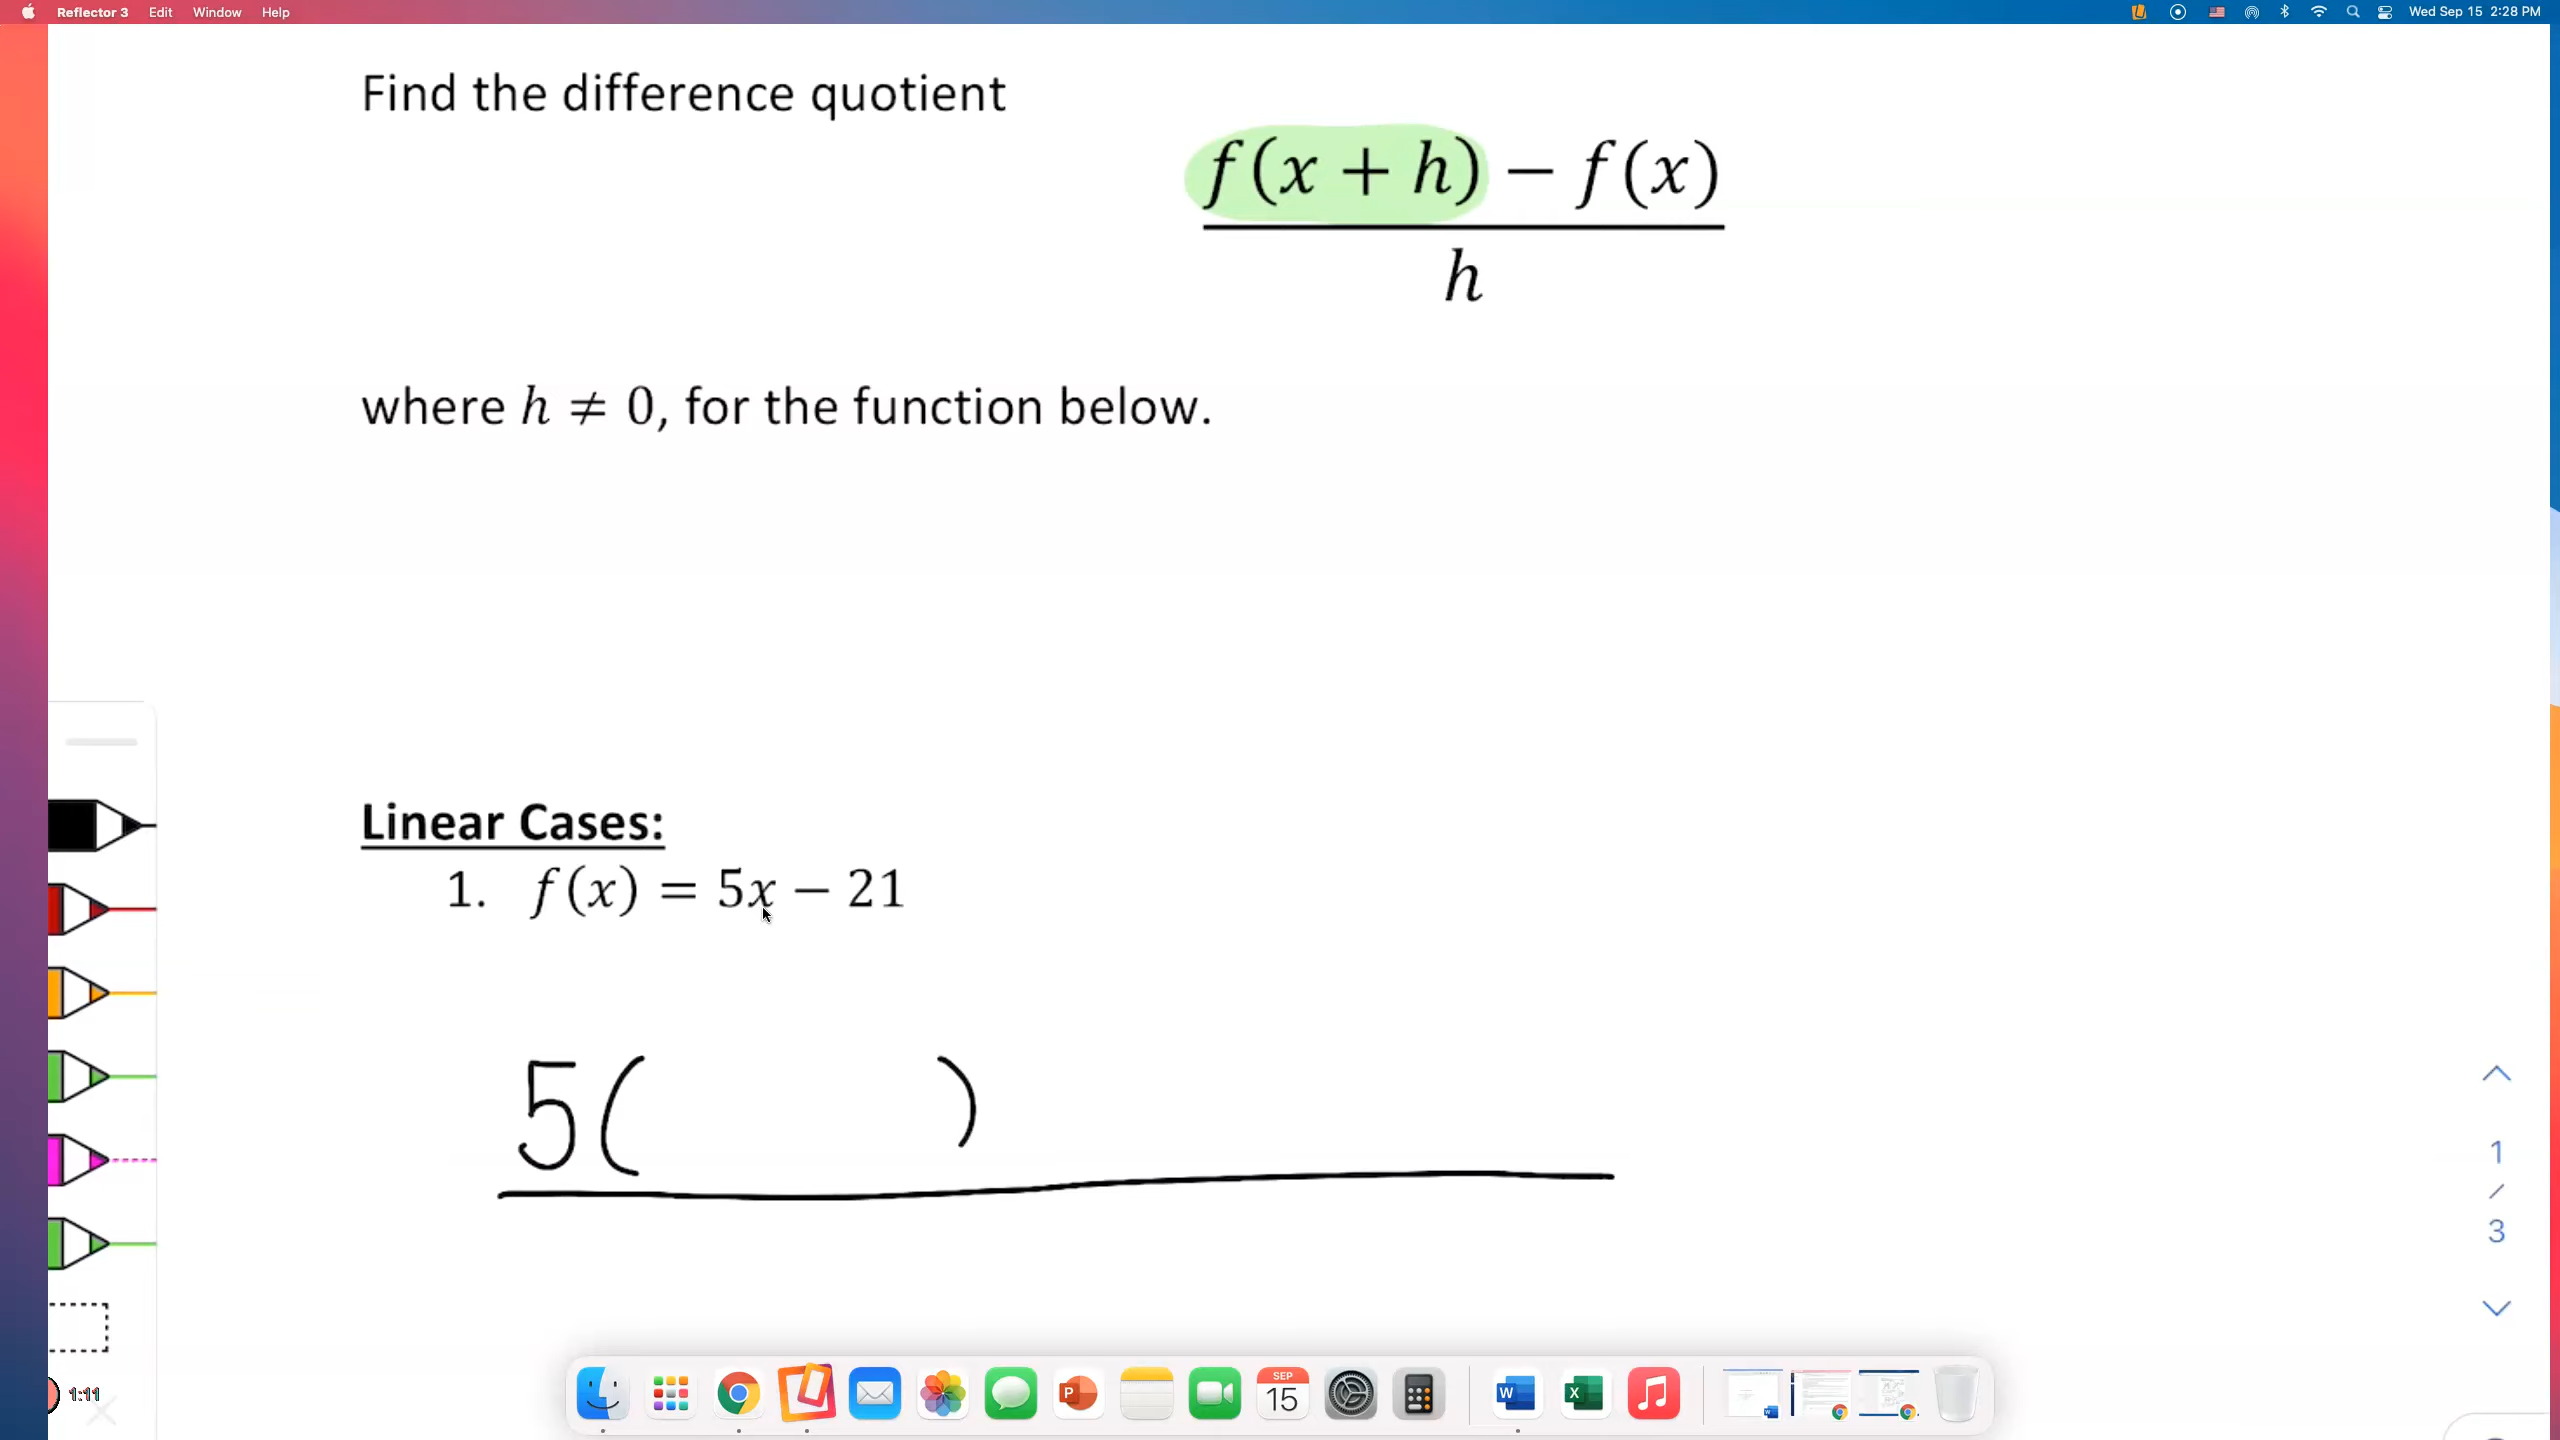 Reflector 3 Edit Window Help Wed Sep 15 2:28 PM
Find the difference quotient
f(x + h) − f(x)
h
where h ≠ 0, for the function below.
Linear Cases:
1. f(x) = 5x − 21
5( )
1
/
3
1:11
P
SEP
15
W
X